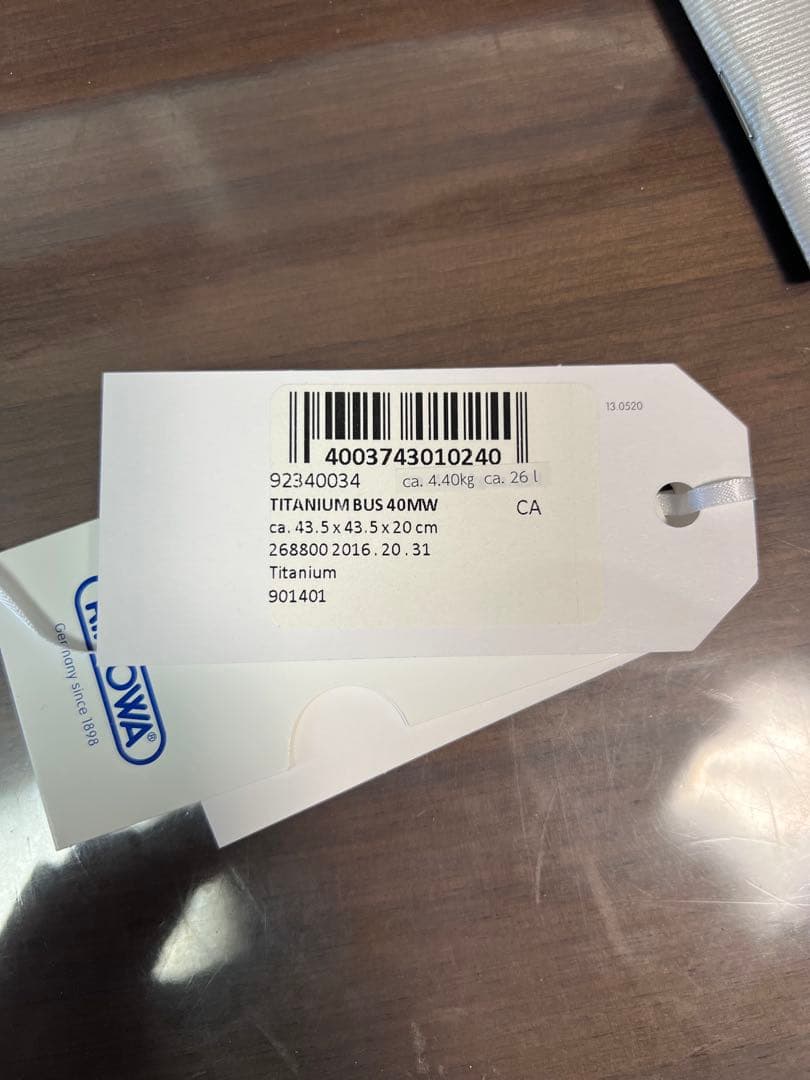 13.0520
4003743010240
92340034 ca. 4.40kg ca. 26 l
TITANIUM BUS 40MW CA
ca. 43.5 x 43.5 x 20 cm
268800 2016 . 20 . 31
Titanium
901401
OWA®
Germany since 1898